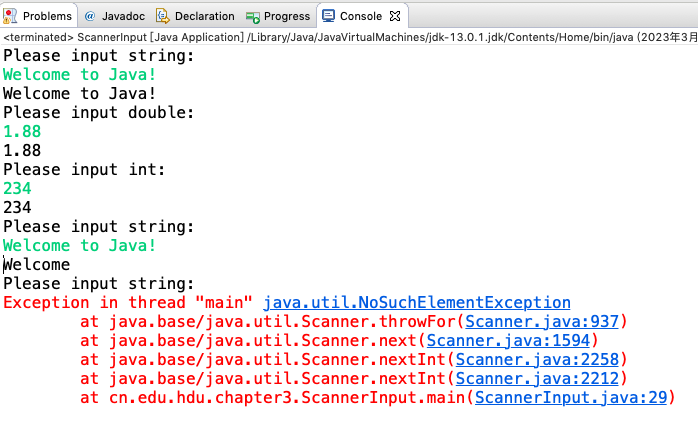 Problems @ Javadoc Declaration Progress Console
<terminated> ScannerInput [Java Application] /Library/Java/JavaVirtualMachines/jdk-13.0.1.jdk/Contents/Home/bin/java (2023年3月
Please input string:
Welcome to Java!
Welcome to Java!
Please input double:
1.88
1.88
Please input int:
234
234
Please input string:
Welcome to Java!
Welcome
Please input string:
Exception in thread "main" java.util.NoSuchElementException
at java.base/java.util.Scanner.throwFor(Scanner.java:937)
at java.base/java.util.Scanner.next(Scanner.java:1594)
at java.base/java.util.Scanner.nextInt(Scanner.java:2258)
at java.base/java.util.Scanner.nextInt(Scanner.java:2212)
at cn.edu.hdu.chapter3.ScannerInput.main(ScannerInput.java:29)